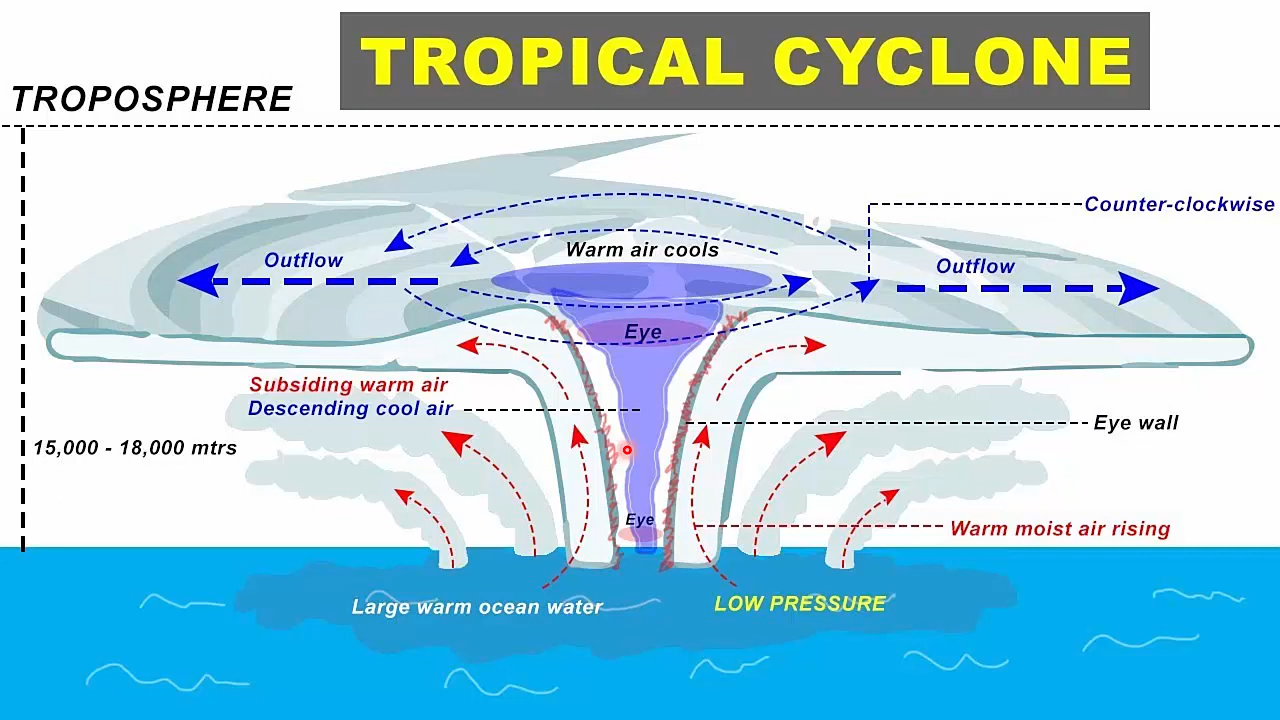 TROPICAL CYCLONE
TROPOSPHERE
Counter-clockwise
Warm air cools
Outflow
Outflow
Eye
Subsiding warm air
Descending cool air
Eye wall
15,000 - 18,000 mtrs
Eye
Warm moist air rising
Large warm ocean water
LOW PRESSURE